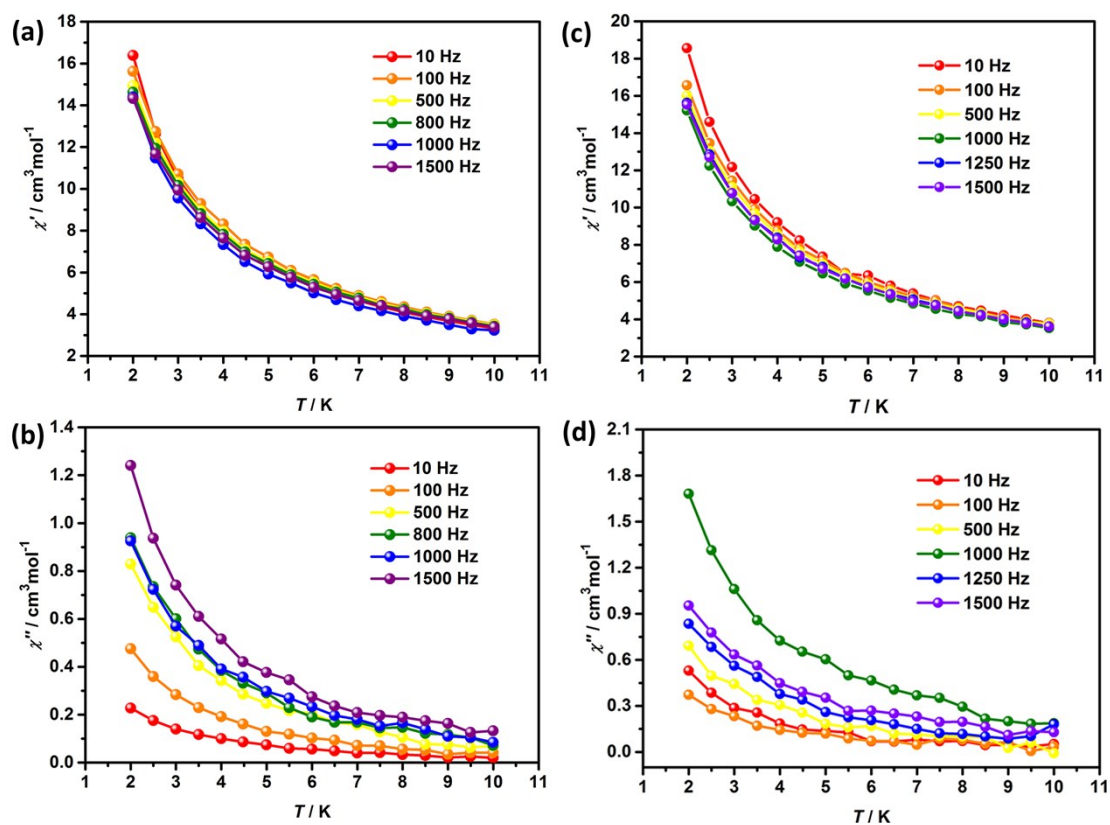 (a)
18
16
14
12
10
8
6
4
2
χ' / cm³mol⁻¹
10 Hz
100 Hz
500 Hz
800 Hz
1000 Hz
1500 Hz
1 2 3 4 5 6 7 8 9 10 11
T / K
(c)
20
18
16
14
12
10
8
6
4
2
χ' / cm³mol⁻¹
10 Hz
100 Hz
500 Hz
1000 Hz
1250 Hz
1500 Hz
1 2 3 4 5 6 7 8 9 10 11
T / K
(b)
1.4
1.2
1.0
0.8
0.6
0.4
0.2
0.0
χ'' / cm³mol⁻¹
10 Hz
100 Hz
500 Hz
800 Hz
1000 Hz
1500 Hz
1 2 3 4 5 6 7 8 9 10 11
T / K
(d)
2.1
1.8
1.5
1.2
0.9
0.6
0.3
0.0
χ'' / cm³mol⁻¹
10 Hz
100 Hz
500 Hz
1000 Hz
1250 Hz
1500 Hz
1 2 3 4 5 6 7 8 9 10 11
T / K